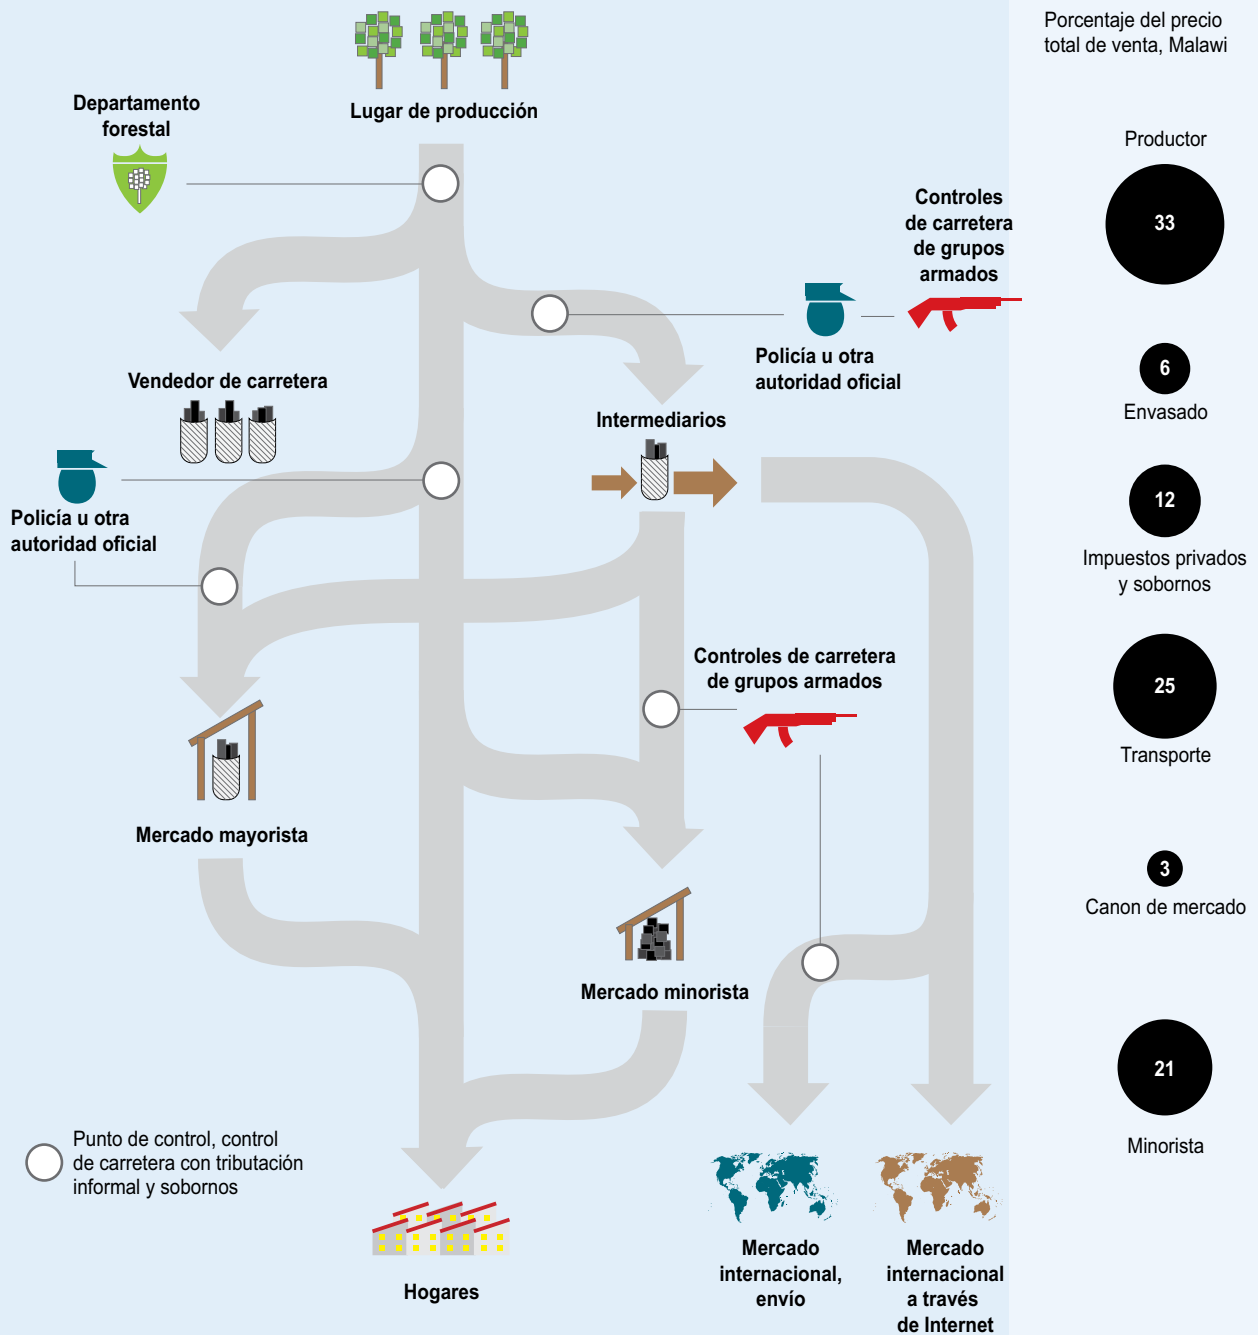 Lugar de producción
Departamento
forestal
Controles
de carretera
de grupos
armados
Policía u otra
autoridad oficial
Vendedor de carretera
Intermediarios
Policía u otra
autoridad oficial
Controles de carretera
de grupos armados
Mercado mayorista
Mercado minorista
Punto de control, control
de carretera con tributación
informal y sobornos
Hogares
Mercado
internacional,
envío
Mercado
internacional
a través
de Internet
Porcentaje del precio
total de venta, Malawi
Productor
33
6
Envasado
12
Impuestos privados
y sobornos
25
Transporte
3
Canon de mercado
21
Minorista